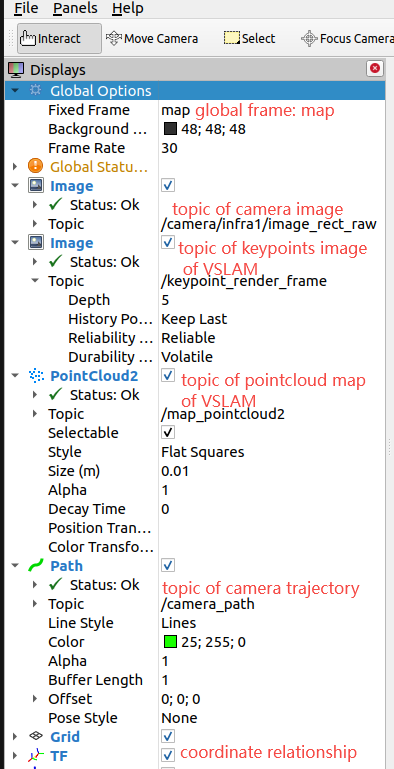 File Panels Help
Interact Move Camera Select Focus Camera
Displays
Global Options
Fixed Frame map global frame: map
Background ... 48; 48; 48
Frame Rate 30
Global Statu...
Image
Status: Ok topic of camera image
Topic /camera/infra1/image_rect_raw
Image topic of keypoints image
Status: Ok of VSLAM
Topic /keypoint_render_frame
Depth 5
History Po... Keep Last
Reliability ... Reliable
Durability ... Volatile
PointCloud2 topic of pointcloud map
Status: Ok of VSLAM
Topic /map_pointcloud2
Selectable
Style Flat Squares
Size (m) 0.01
Alpha 1
Decay Time 0
Position Tran...
Color Transfo...
Path
Status: Ok topic of camera trajectory
Topic /camera_path
Line Style Lines
Color 25; 255; 0
Alpha 1
Buffer Length 1
Offset 0; 0; 0
Pose Style None
Grid
TF coordinate relationship